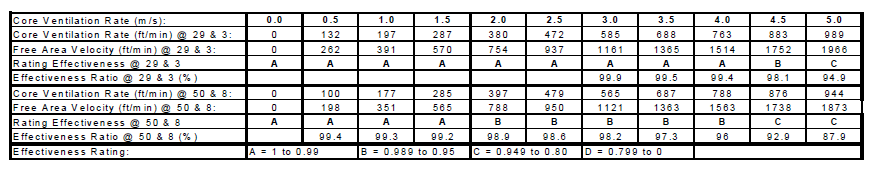 Core Ventilation Rate (m/s): 0.0 0.5 1.0 1.5 2.0 2.5 3.0 3.5 4.0 4.5 5.0
Core Ventilation Rate (ft/min) @ 29 & 3: 0 132 197 287 380 472 585 688 763 883 989
Free Area Velocity (ft/min) @ 29 & 3: 0 262 391 570 754 937 1161 1365 1514 1752 1966
Rating Effectiveness @ 29 & 3 A A A A A A A A A B C
Effectiveness Ratio @ 29 & 3 (%) 99.9 99.5 99.4 98.1 94.9
Core Ventilation Rate (ft/min) @ 50 & 8: 0 100 177 285 397 479 565 687 788 876 944
Free Area Velocity (ft/min) @ 50 & 8: 0 198 351 565 788 950 1121 1363 1563 1738 1873
Rating Effectiveness @ 50 & 8 A A A A B B B B B C C
Effectiveness Ratio @ 50 & 8 (%) 99.4 99.3 99.2 98.9 98.6 98.2 97.3 96 92.9 87.9
Effectiveness Rating: A = 1 to 0.99 B = 0.989 to 0.95 C = 0.949 to 0.80 D = 0.799 to 0